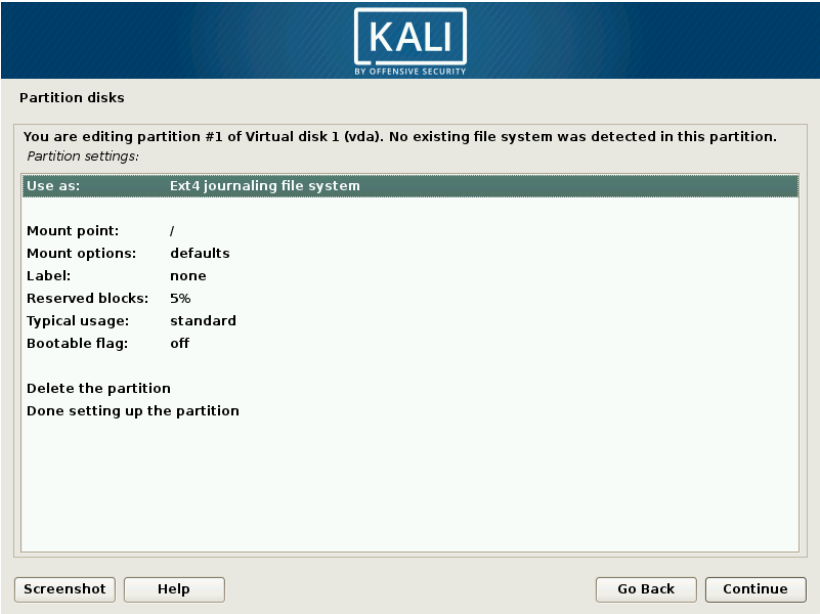 KALI
BY OFFENSIVE SECURITY
Partition disks
You are editing partition #1 of Virtual disk 1 (vda). No existing file system was detected in this partition.
Partition settings:
Use as: Ext4 journaling file system
Mount point: /
Mount options: defaults
Label: none
Reserved blocks: 5%
Typical usage: standard
Bootable flag: off
Delete the partition
Done setting up the partition
Screenshot Help Go Back Continue